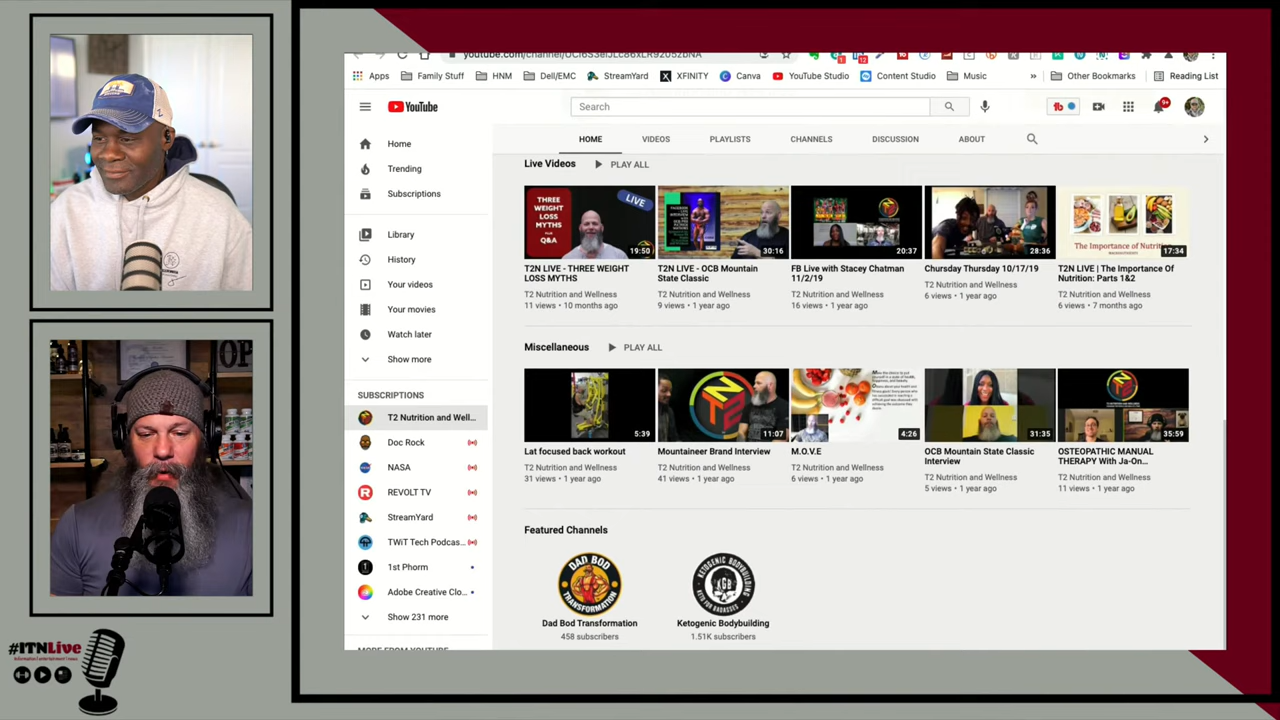 Apps
Family Stuff
HNM
Dell/EMC
StreamYard
XFINITY
Canva
YouTube Studio
Content Studio
Music
»
Other Bookmarks
Reading List
YouTube
Search
9+
HOME
VIDEOS
PLAYLISTS
CHANNELS
DISCUSSION
ABOUT
Home
Trending
Subscriptions
Library
History
Your videos
Your movies
Watch later
Show more
SUBSCRIPTIONS
T2 Nutrition and Well...
Doc Rock
NASA
REVOLT TV
StreamYard
TWiT Tech Podcas...
1st Phorm
Adobe Creative Clo...
Show 231 more
Live Videos
PLAY ALL
THREE
WEIGHT
LOSS
MYTHS
Q&A
LIVE
19:50
30:16
20:37
28:36
The Importance of Nutrit
17:34
T2N LIVE - THREE WEIGHT
LOSS MYTHS
T2 Nutrition and Wellness
11 views • 10 months ago
T2N LIVE - OCB Mountain
State Classic
T2 Nutrition and Wellness
9 views • 1 year ago
FB Live with Stacey Chatman
11/2/19
T2 Nutrition and Wellness
16 views • 1 year ago
Chursday Thursday 10/17/19
T2 Nutrition and Wellness
6 views • 1 year ago
T2N LIVE | The Importance Of
Nutrition: Parts 1&2
T2 Nutrition and Wellness
6 views • 7 months ago
Miscellaneous
PLAY ALL
5:39
11:07
4:26
31:35
35:59
Lat focused back workout
T2 Nutrition and Wellness
31 views • 1 year ago
Mountaineer Brand Interview
T2 Nutrition and Wellness
41 views • 1 year ago
M.O.V.E
T2 Nutrition and Wellness
6 views • 1 year ago
OCB Mountain State Classic
Interview
T2 Nutrition and Wellness
5 views • 1 year ago
OSTEOPATHIC MANUAL
THERAPY With Ja-On...
T2 Nutrition and Wellness
11 views • 1 year ago
Featured Channels
DAD BOD
TRANSFORMATION
KETOGENIC BODYBUILDING
KGB
KETO FOR BADASSES
Dad Bod Transformation
458 subscribers
Ketogenic Bodybuilding
1.51K subscribers
#ITNLive